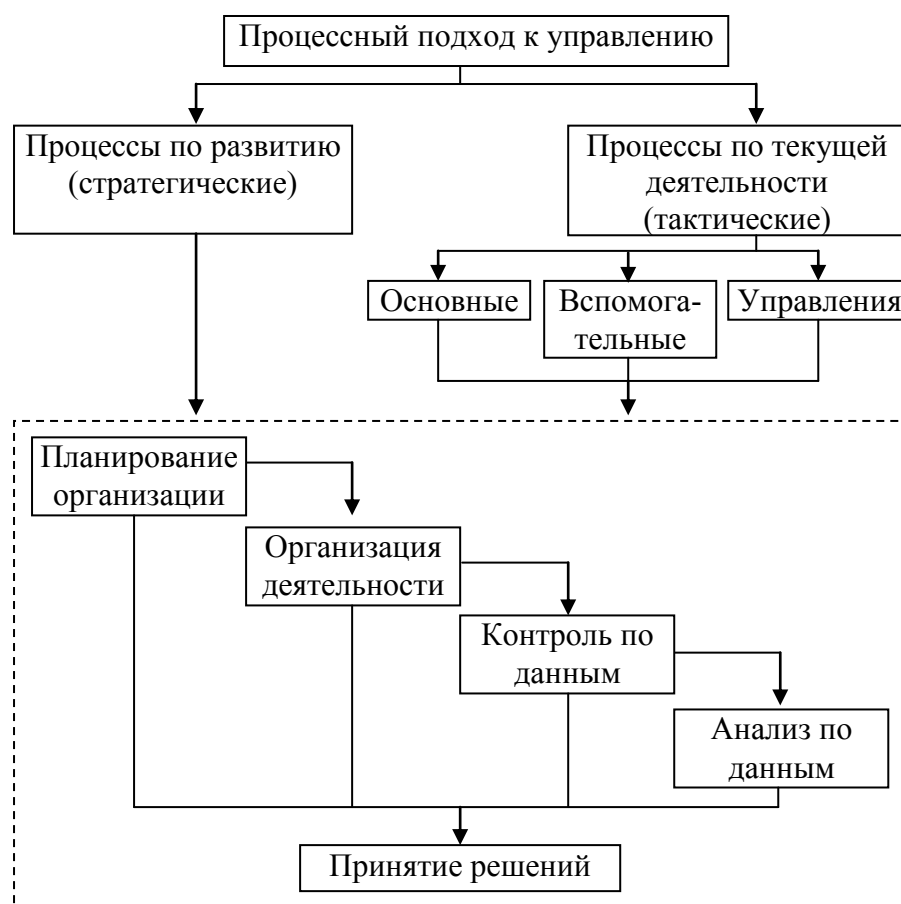 Процессный подход к управлению
Процессы по развитию
(стратегические)
Процессы по текущей
деятельности
(тактические)
Основные
Вспомога-
тельные
Управления
Планирование
организации
Организация
деятельности
Контроль по
данным
Анализ по
данным
Принятие решений